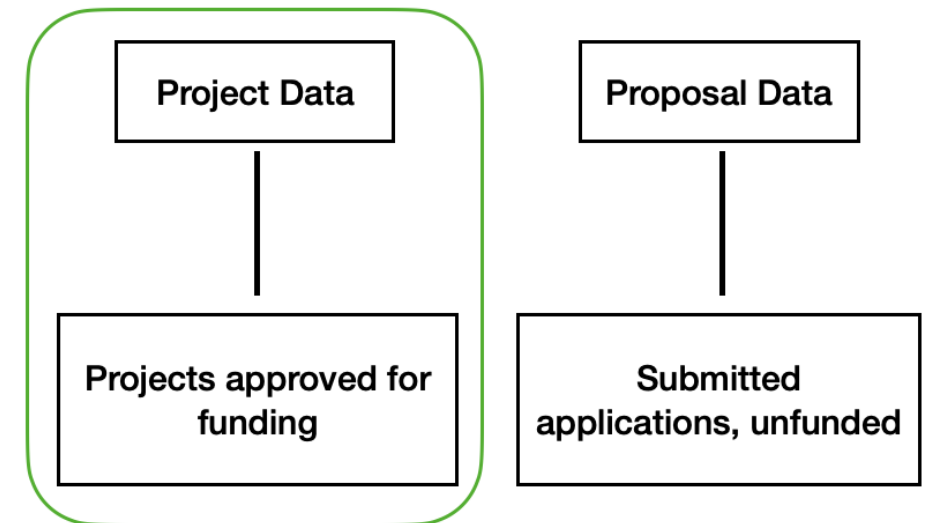 Project Data
Proposal Data
Projects approved for
funding
Submitted
applications, unfunded